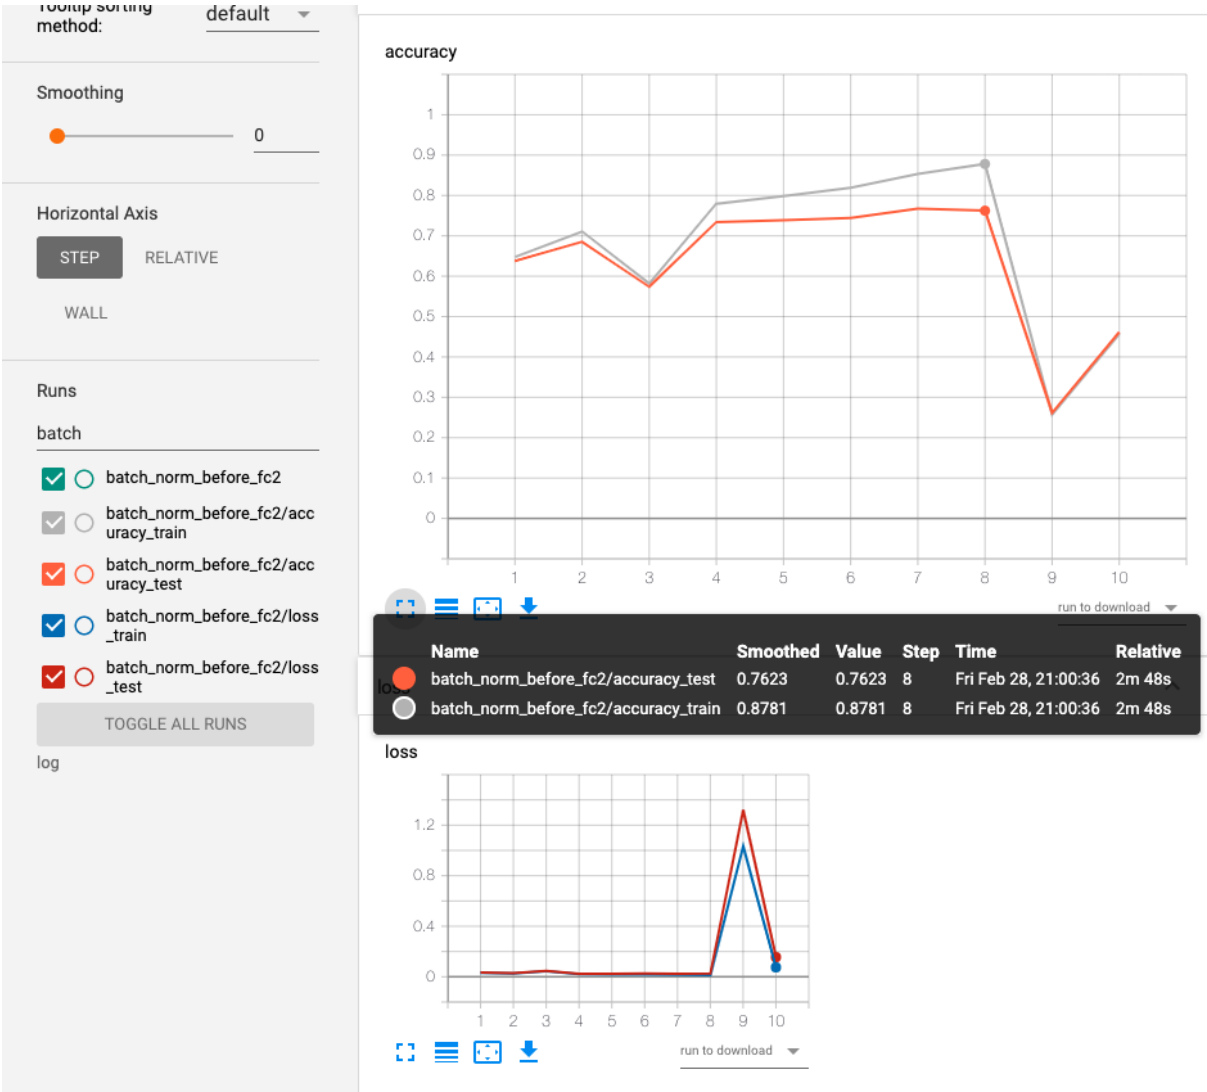 Tooltip sorting
method:
default
Smoothing
0
Horizontal Axis
STEP
RELATIVE
WALL
Runs
batch
batch_norm_before_fc2
batch_norm_before_fc2/acc
uracy_train
batch_norm_before_fc2/acc
uracy_test
batch_norm_before_fc2/loss
_train
batch_norm_before_fc2/loss
_test
TOGGLE ALL RUNS
log
accuracy
1
0.9
0.8
0.7
0.6
0.5
0.4
0.3
0.2
0.1
0
1 2 3 4 5 6 7 8 9 10
run to download
Name Smoothed Value Step Time Relative
batch_norm_before_fc2/accuracy_test 0.7623 0.7623 8 Fri Feb 28, 21:00:36 2m 48s
batch_norm_before_fc2/accuracy_train 0.8781 0.8781 8 Fri Feb 28, 21:00:36 2m 48s
loss
loss
1.2
0.8
0.4
0
1 2 3 4 5 6 7 8 9 10
run to download